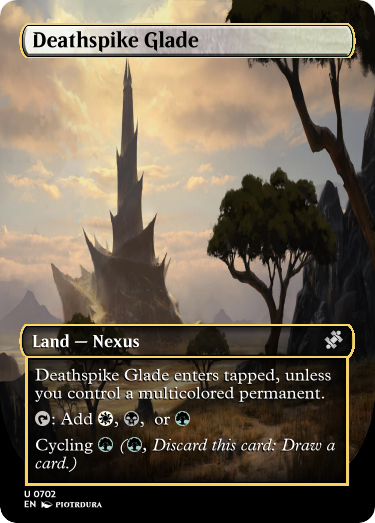 Deathspike Glade
Land — Nexus
Deathspike Glade enters tapped, unless
you control a multicolored permanent.
: Add , , or
Cycling (, Discard this card: Draw a
card.)
U 0702
EN PIOTRDURA